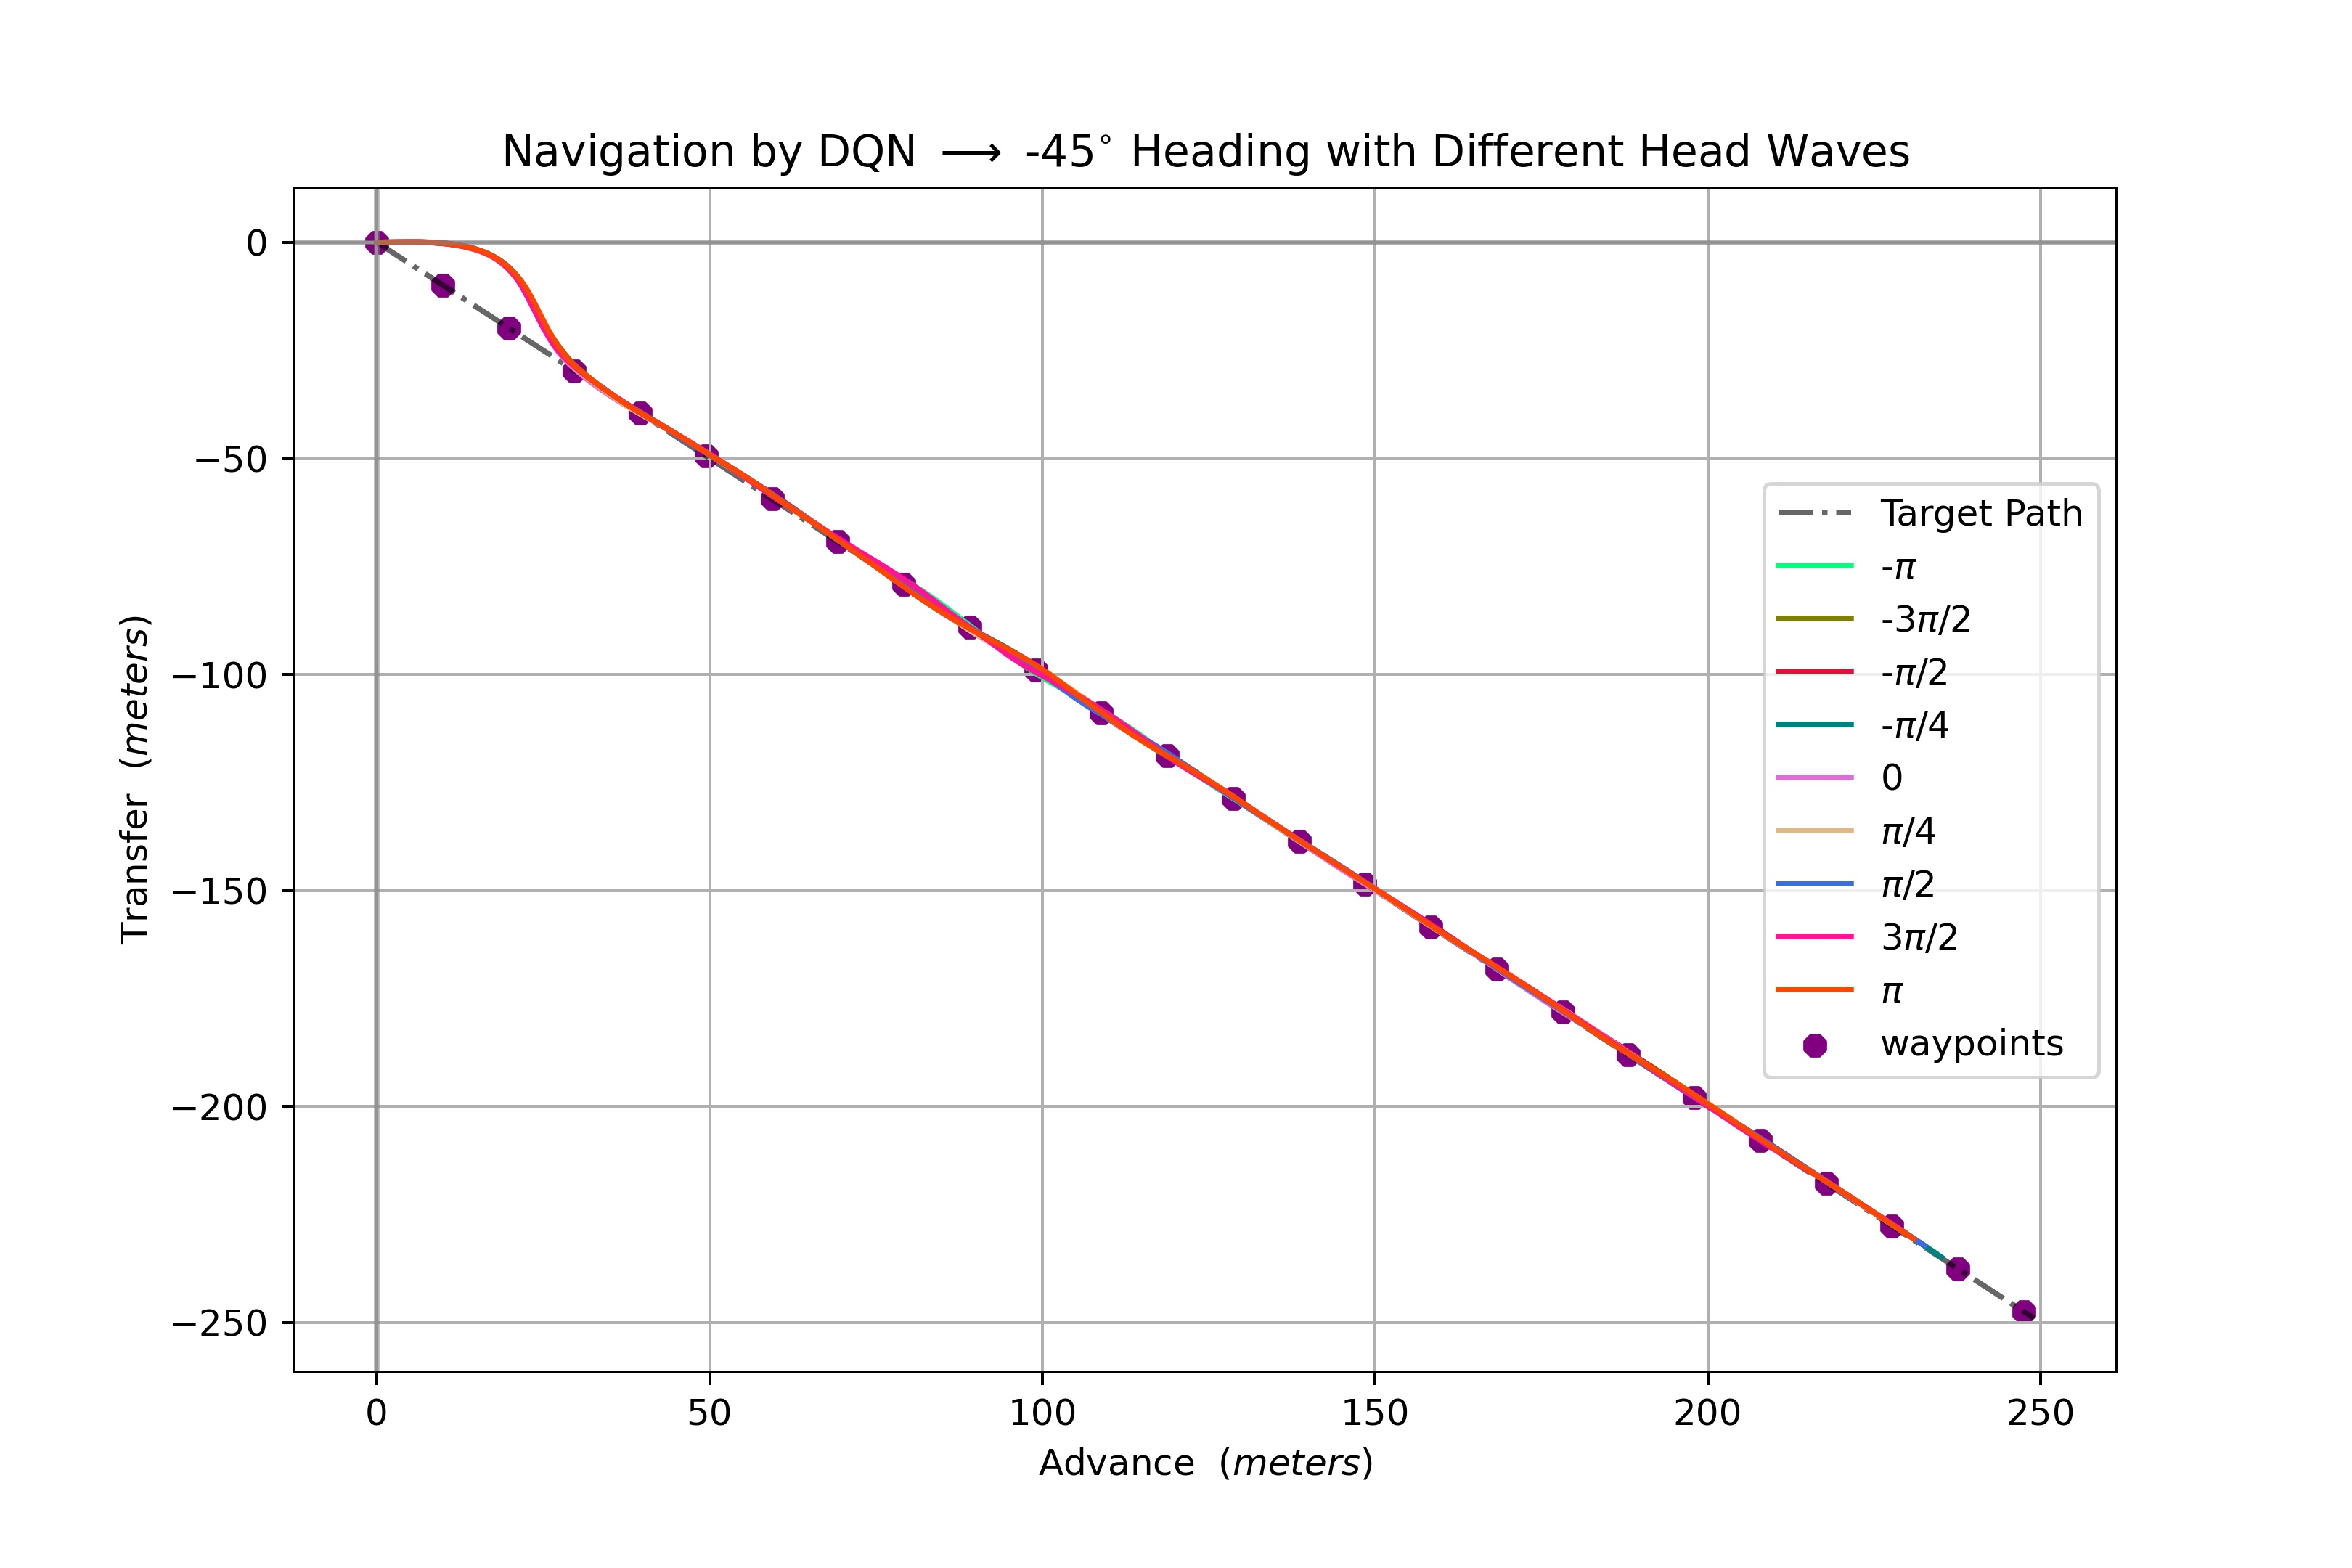 Navigation by DQN ⟶ -45° Heading with Different Head Waves
0
−50
−100
−150
−200
−250
Transfer (meters)
0 50 100 150 200 250
Advance (meters)
Target Path
-π
-3π/2
-π/2
-π/4
0
π/4
π/2
3π/2
π
waypoints